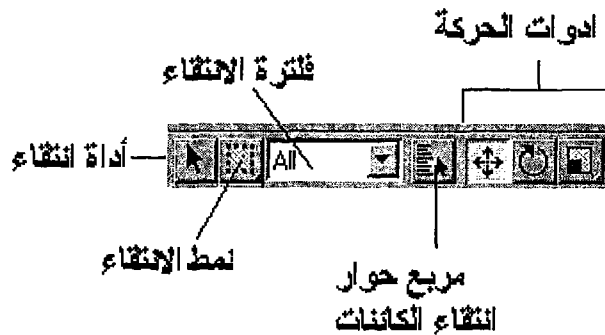 ادوات الحركة
فلترة الانتقاء
أداة انتقاء
All
نمط الانتقاء
مربع حوار
انتقاء الكائنات